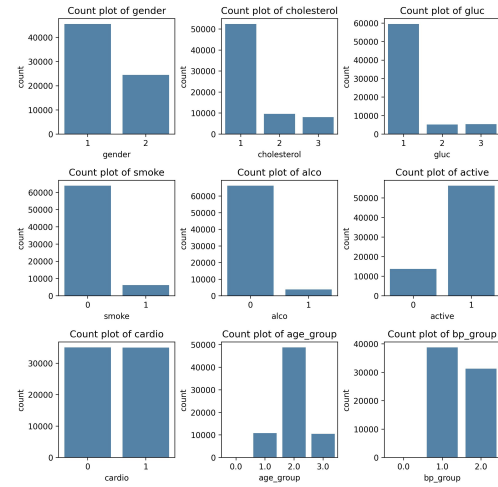 Count plot of gender
count
40000
30000
20000
10000
0
1
2
gender
Count plot of cholesterol
count
50000
40000
30000
20000
10000
0
1
2
3
cholesterol
Count plot of gluc
count
60000
50000
40000
30000
20000
10000
0
1
2
3
gluc
Count plot of smoke
count
60000
50000
40000
30000
20000
10000
0
0
1
smoke
Count plot of alco
count
60000
50000
40000
30000
20000
10000
0
0
1
alco
Count plot of active
count
50000
40000
30000
20000
10000
0
0
1
active
Count plot of cardio
count
30000
20000
10000
0
0
1
cardio
Count plot of age_group
count
50000
40000
30000
20000
10000
0
0.0
1.0
2.0
3.0
age_group
Count plot of bp_group
count
40000
30000
20000
10000
0
0.0
1.0
2.0
bp_group